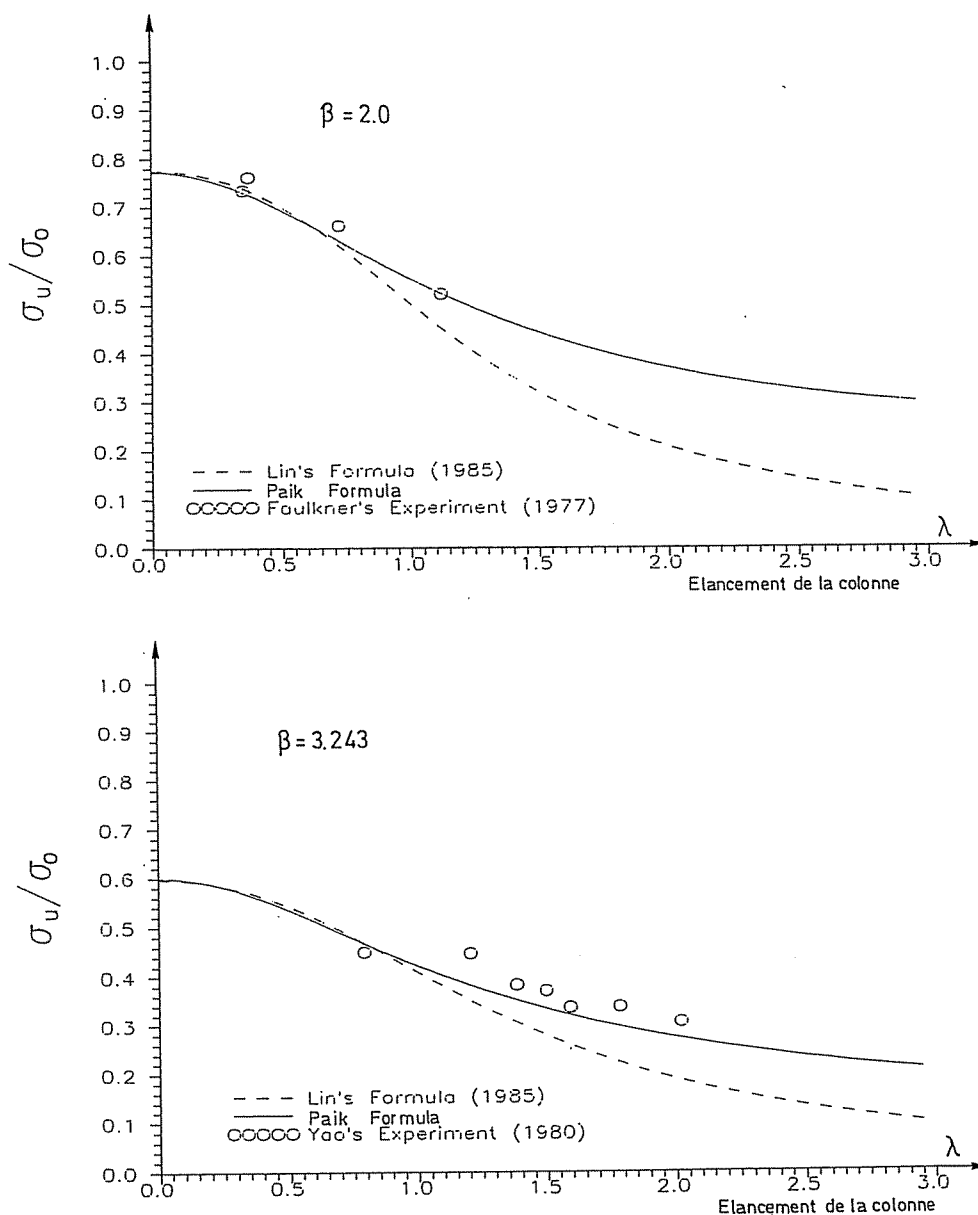 1.0
0.9
β = 2.0
0.8
0.7
0.6
σu/σo
0.5
0.4
0.3
0.2
Lin's Formula (1985)
Paik Formula
0.1
Faulkner's Experiment (1977)
λ
0.0
0.0 0.5 1.0 1.5 2.0 2.5 3.0
Elancement de la colonne
1.0
0.9
β = 3.243
0.8
0.7
0.6
σu/σo
0.5
0.4
0.3
0.2
Lin's Formula (1985)
Paik Formula
0.1
Yao's Experiment (1980)
λ
0.0
0.0 0.5 1.0 1.5 2.0 2.5 3.0
Elancement de la colonne